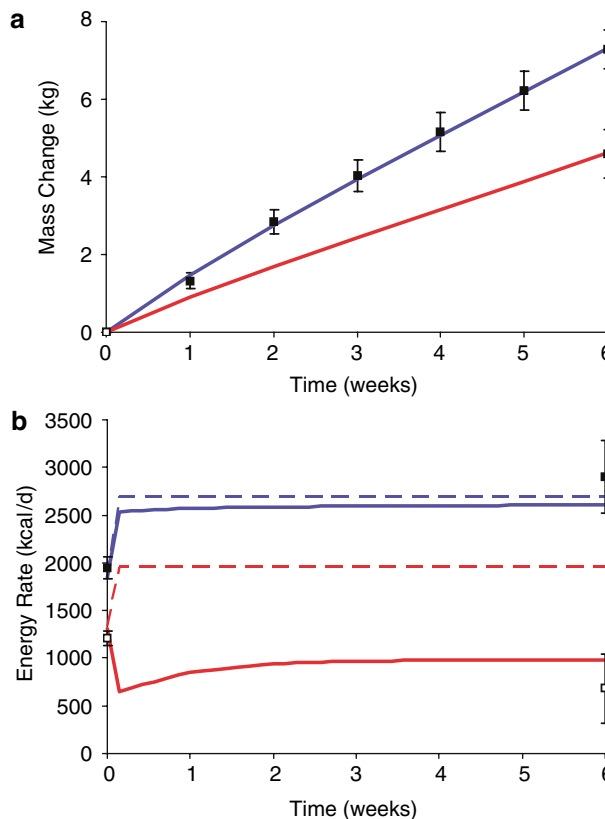 a
8
6
4
2
0
Mass Change (kg)
0 1 2 3 4 5 6
Time (weeks)
b
3500
3000
2500
2000
1500
1000
500
0
Energy Rate (kcal/d)
0 1 2 3 4 5 6
Time (weeks)